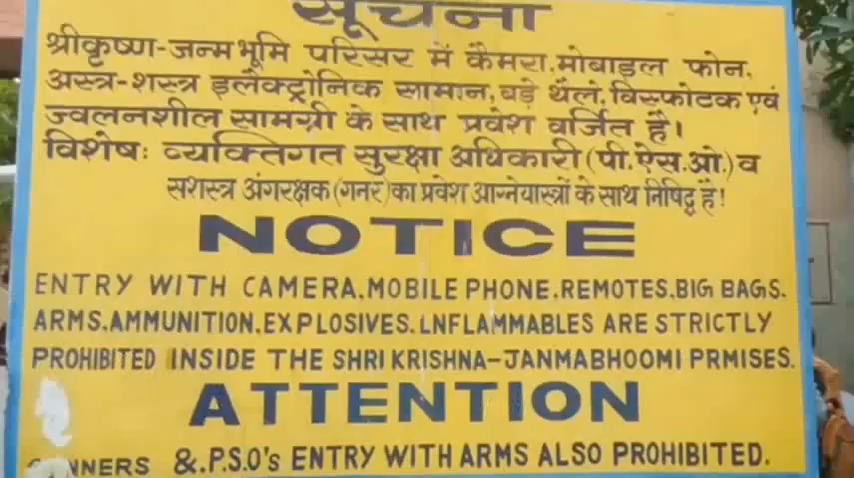 सूचना
श्रीकृष्ण-जन्मभूमि परिसर में कैमरा,मोबाइल फोन,
अस्त्र-शस्त्र इलैक्ट्रोनिक सामान, बड़े थैले, विस्फोटक एवं
ज्वलनशील सामग्री के साथ प्रवेश वर्जित है।
विशेषः व्यक्तिगत सुरक्षा अधिकारी (पी.ऐस.ओ.) व
सशस्त्र अंगरक्षक (गनर) का प्रवेश आग्नेयास्त्रों के साथ निषिद्ध है!
NOTICE
ENTRY WITH CAMERA,MOBILE PHONE,REMOTES,BIG BAGS.
ARMS,AMMUNITION,EXPLOSIVES. LNFLAMMABLES ARE STRICTLY
PROHIBITED INSIDE THE SHRI KRISHNA-JANMABHOOMI PRMISES.
ATTENTION
&.P.S.O's ENTRY WITH ARMS ALSO PROHIBITED.